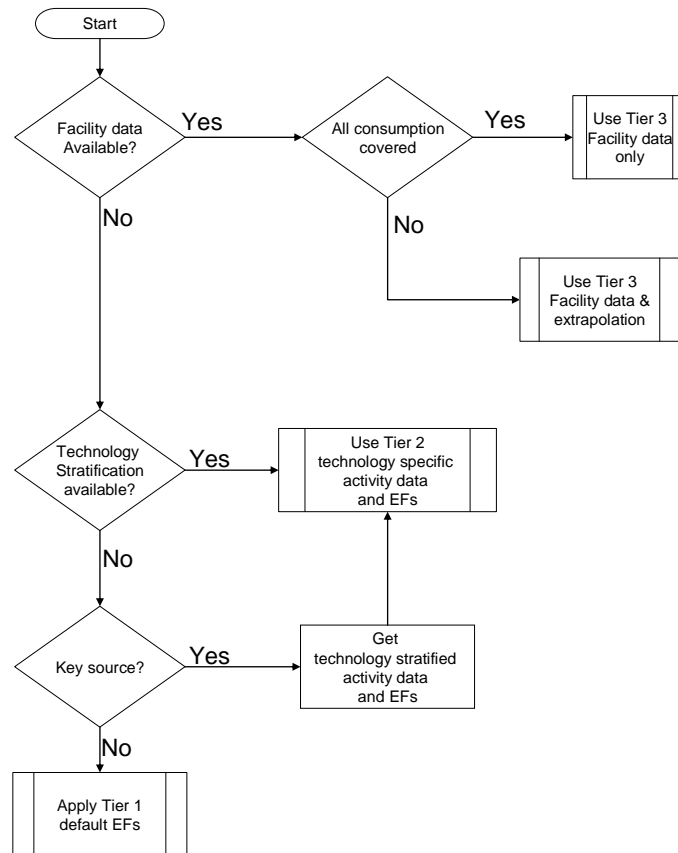 Start
Facility data
Available?
Yes
All consumption
covered
Yes
Use Tier 3
Facility data
only
No
No
Use Tier 3
Facility data &
extrapolation
Technology
Stratification
available?
Yes
Use Tier 2
technology specific
activity data
and EFs
No
Key source?
Yes
Get
technology stratified
activity data
and EFs
No
Apply Tier 1
default EFs